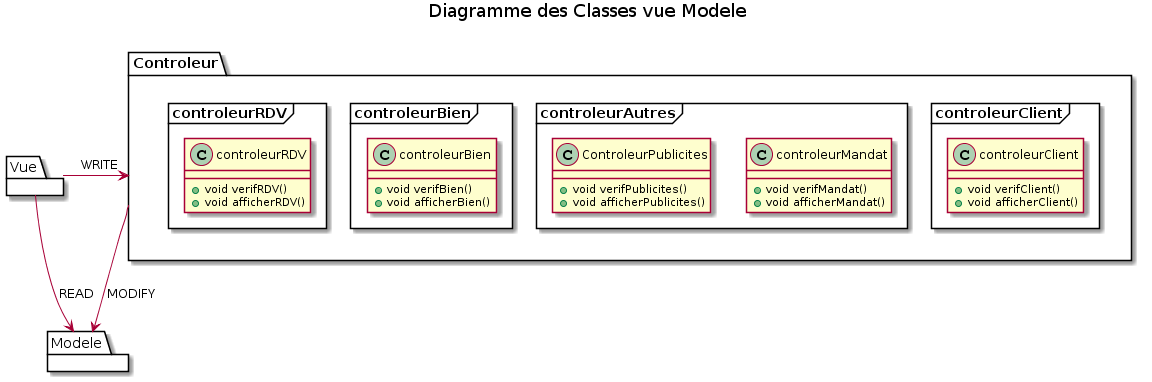 Diagramme des Classes vue Modele
Controleur
controleurRDV
controleurBien
controleurAutres
controleurClient
C controleurRDV
C controleurBien
C ControleurPublicites
C controleurMandat
C controleurClient
Vue
WRITE
void verifRDV()
void afficherRDV()
void verifBien()
void afficherBien()
void verifPublicites()
void afficherPublicites()
void verifMandat()
void afficherMandat()
void verifClient()
void afficherClient()
READ
MODIFY
Modele